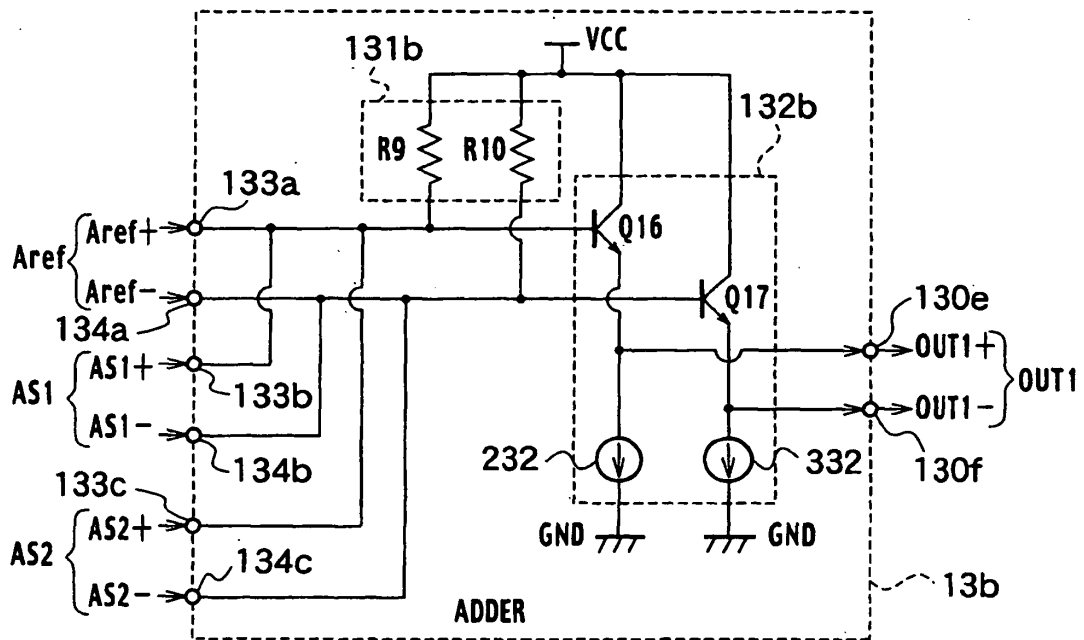 VCC
131b
132b
R9
R10
133a
Aref+
Q16
Aref
Aref-
Q17
130e
134a
OUT1+
AS1+
OUT1
AS1
133b
OUT1-
AS1-
134b
232
332
130f
133c
AS2+
GND
GND
AS2
134c
AS2-
13b
ADDER